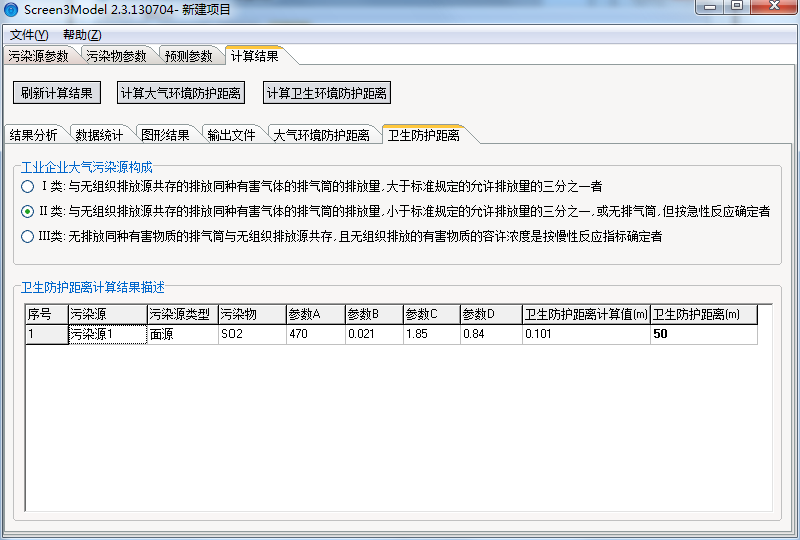 Screen3Model 2.3.130704- 新建项目
文件(Y) 帮助(Z)
污染源参数 污染物参数 预测参数 计算结果
刷新计算结果 计算大气环境防护距离 计算卫生环境防护距离
结果分析 数据统计 图形结果 输出文件 大气环境防护距离 卫生防护距离
工业企业大气污染源构成
I 类: 与无组织排放源共存的排放同种有害气体的排气筒的排放量, 大于标准规定的允许排放量的三分之一者
II 类: 与无组织排放源共存的排放同种有害气体的排气筒的排放量, 小于标准规定的允许排放量的三分之一, 或无排气筒, 但按急性反应确定者
III类: 无排放同种有害物质的排气筒与无组织排放源共存, 且无组织排放的有害物质的容许浓度是按慢性反应指标确定者
卫生防护距离计算结果描述
序号 污染源 污染源类型 污染物 参数A 参数B 参数C 参数D 卫生防护距离计算值(m) 卫生防护距离(m)
1 污染源1 面源 SO2 470 0.021 1.85 0.84 0.101 50